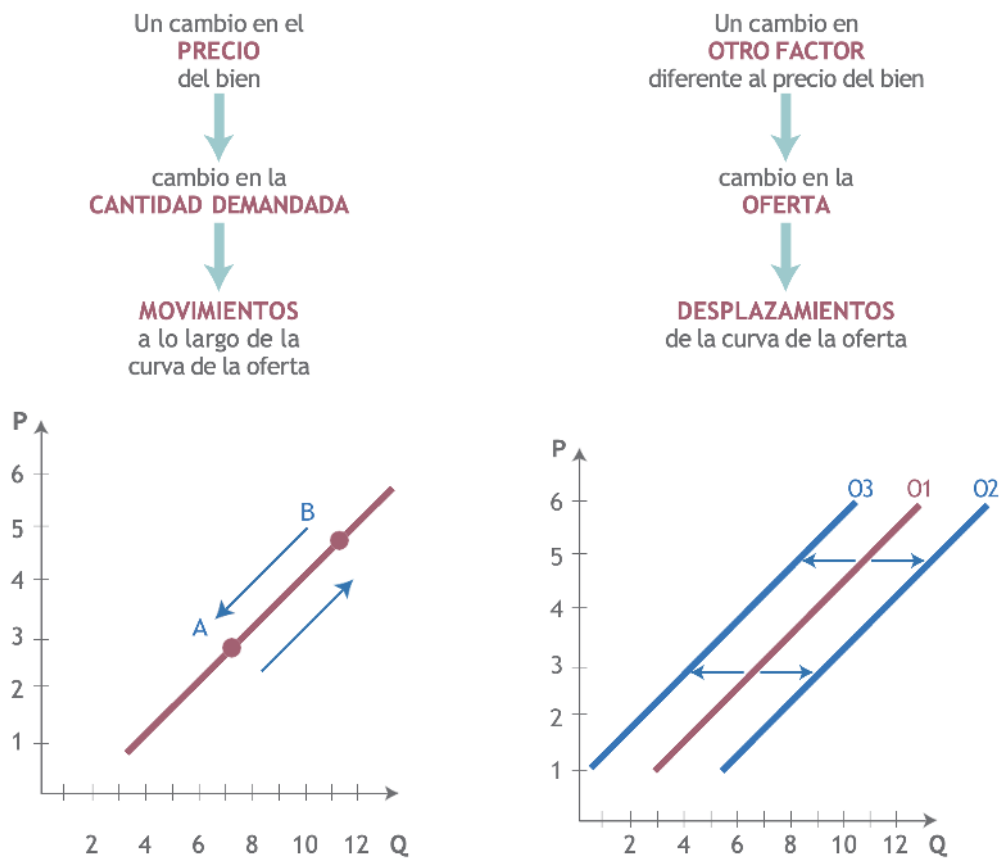 Un cambio en el
PRECIO
del bien
cambio en la
CANTIDAD DEMANDADA
MOVIMIENTOS
a lo largo de la
curva de la oferta
Un cambio en
OTRO FACTOR
diferente al precio del bien
cambio en la
OFERTA
DESPLAZAMIENTOS
de la curva de la oferta
P
6
5
4
3
2
1
B
A
2 4 6 8 10 12 Q
P
6
5
4
3
2
1
O3 O1 O2
2 4 6 8 10 12 Q